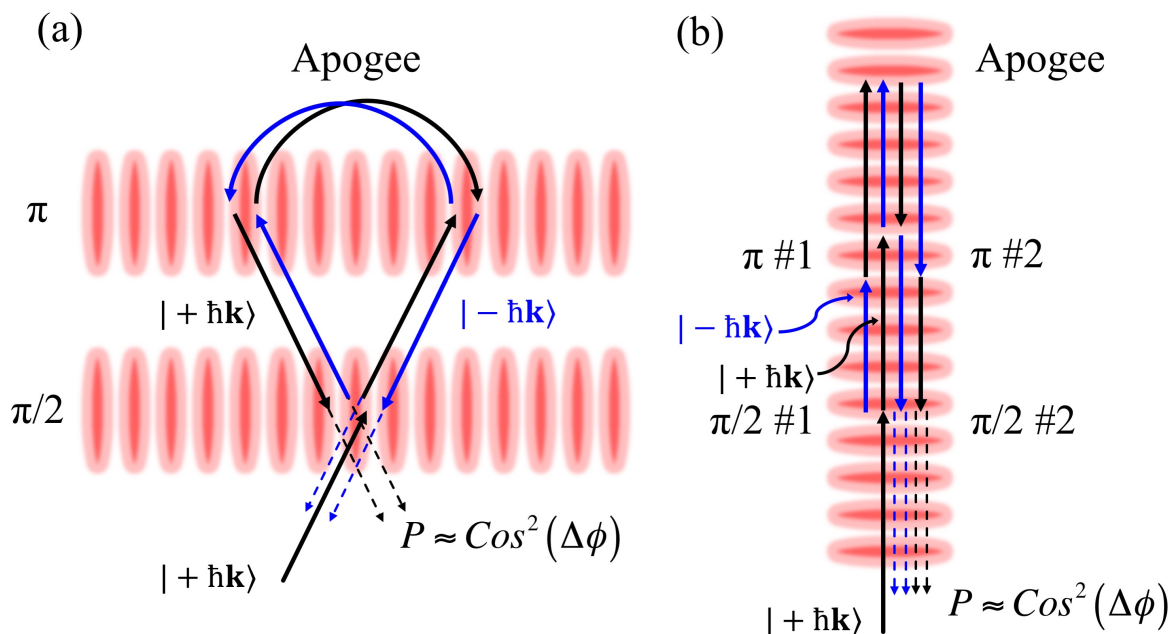 (a)
Apogee
π
| + ħk⟩
| − ħk⟩
π/2
P ≈ Cos² (Δϕ)
| + ħk⟩
(b)
Apogee
π #1
π #2
| − ħk⟩
| + ħk⟩
π/2 #1
π/2 #2
P ≈ Cos² (Δϕ)
| + ħk⟩